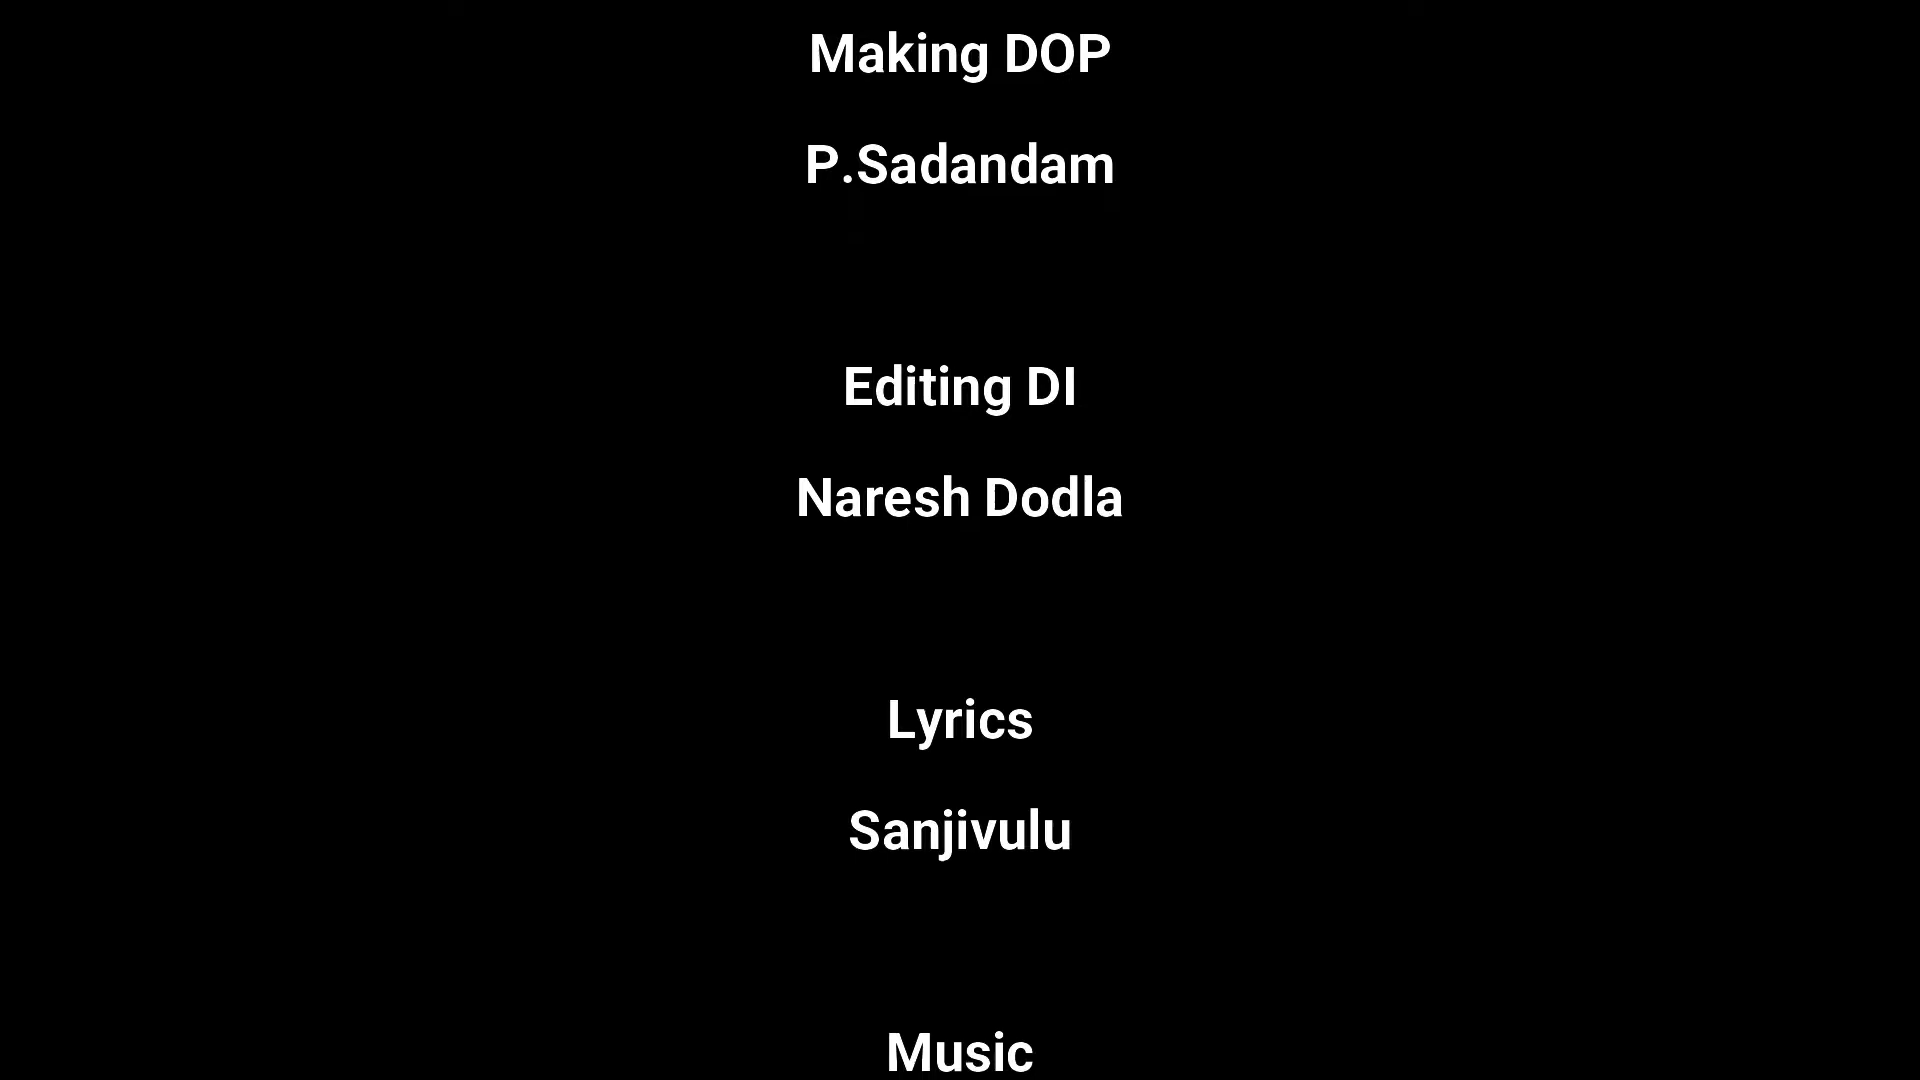 Making DOP
P.Sadandam
Editing DI
Naresh Dodla
Lyrics
Sanjivulu
Music